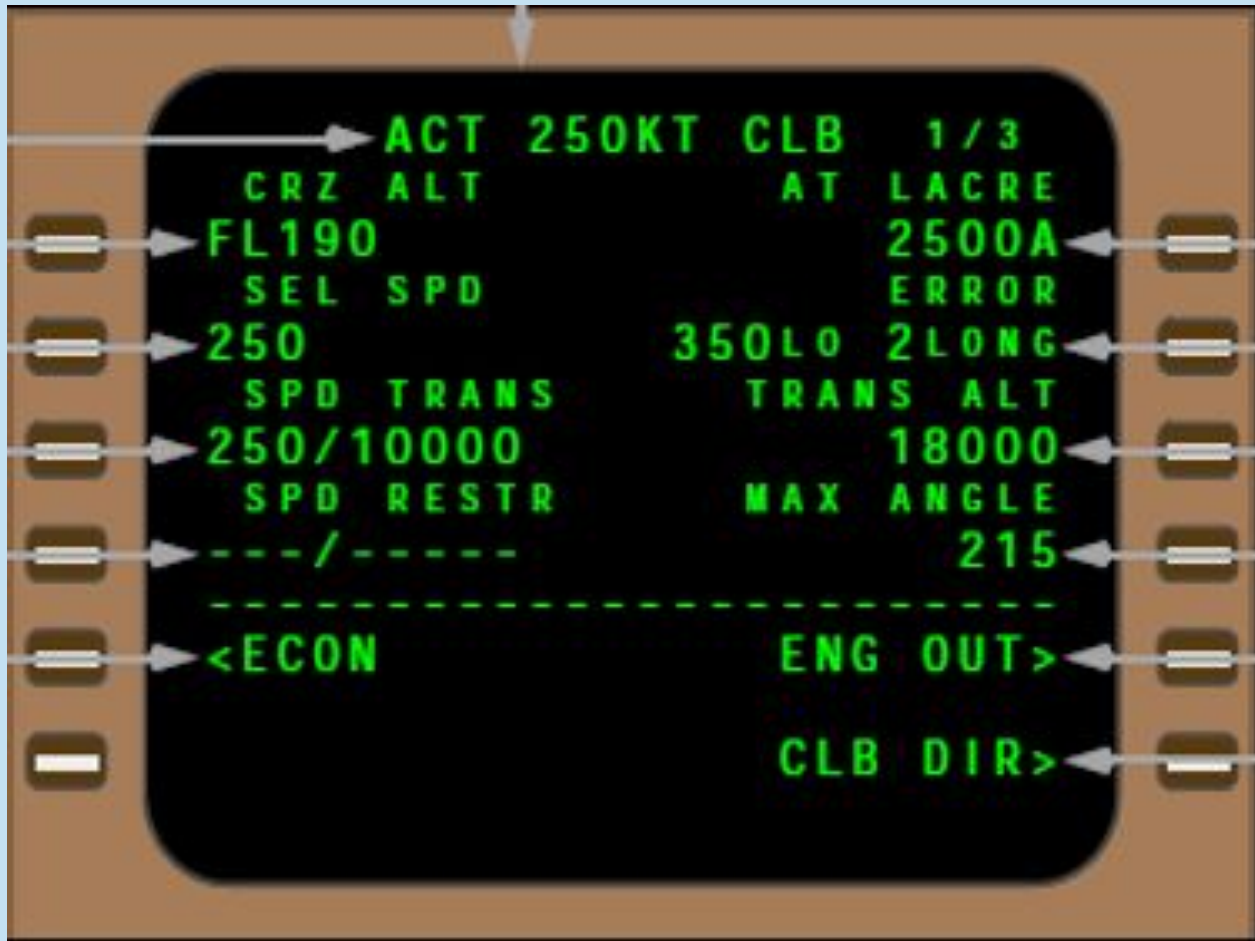 ACT 250KT CLB 1/3
CRZ ALT AT LACRE
FL190 2500A
SEL SPD ERROR
250 350LO 2LONG
SPD TRANS TRANS ALT
250/10000 18000
SPD RESTR MAX ANGLE
---/----- 215
------------------------
<ECON ENG OUT>
CLB DIR>